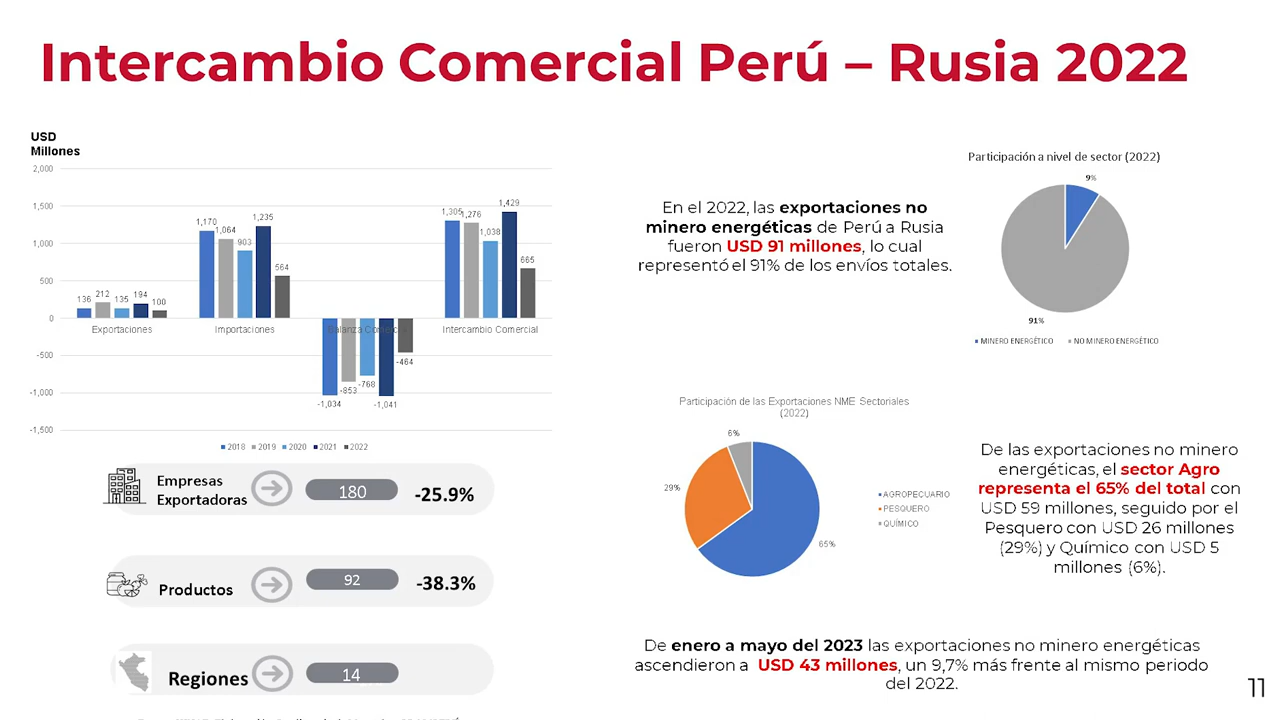 Intercambio Comercial Perú – Rusia 2022
USD
Millones
2,000
1,500
1,000
500
0
-500
-1,000
-1,500
136
212
135
194
100
1,170
1,064
903
1,235
564
-1,034
-853
-768
-1,041
-464
1,305
1,276
1,038
1,429
665
Exportaciones
Importaciones
Balanza Comercial
Intercambio Comercial
2018
2019
2020
2021
2022
Empresas
Exportadoras
180
-25.9%
Productos
92
-38.3%
Regiones
14
En el 2022, las exportaciones no
minero energéticas de Perú a Rusia
fueron USD 91 millones, lo cual
representó el 91% de los envíos totales.
Participación a nivel de sector (2022)
9%
91%
MINERO ENERGÉTICO
NO MINERO ENERGÉTICO
Participación de las Exportaciones NME Sectoriales
(2022)
6%
29%
65%
AGROPECUARIO
PESQUERO
QUÍMICO
De las exportaciones no minero
energéticas, el sector Agro
representa el 65% del total con
USD 59 millones, seguido por el
Pesquero con USD 26 millones
(29%) y Químico con USD 5
millones (6%).
De enero a mayo del 2023 las exportaciones no minero energéticas
ascendieron a USD 43 millones, un 9,7% más frente al mismo periodo
del 2022.
11